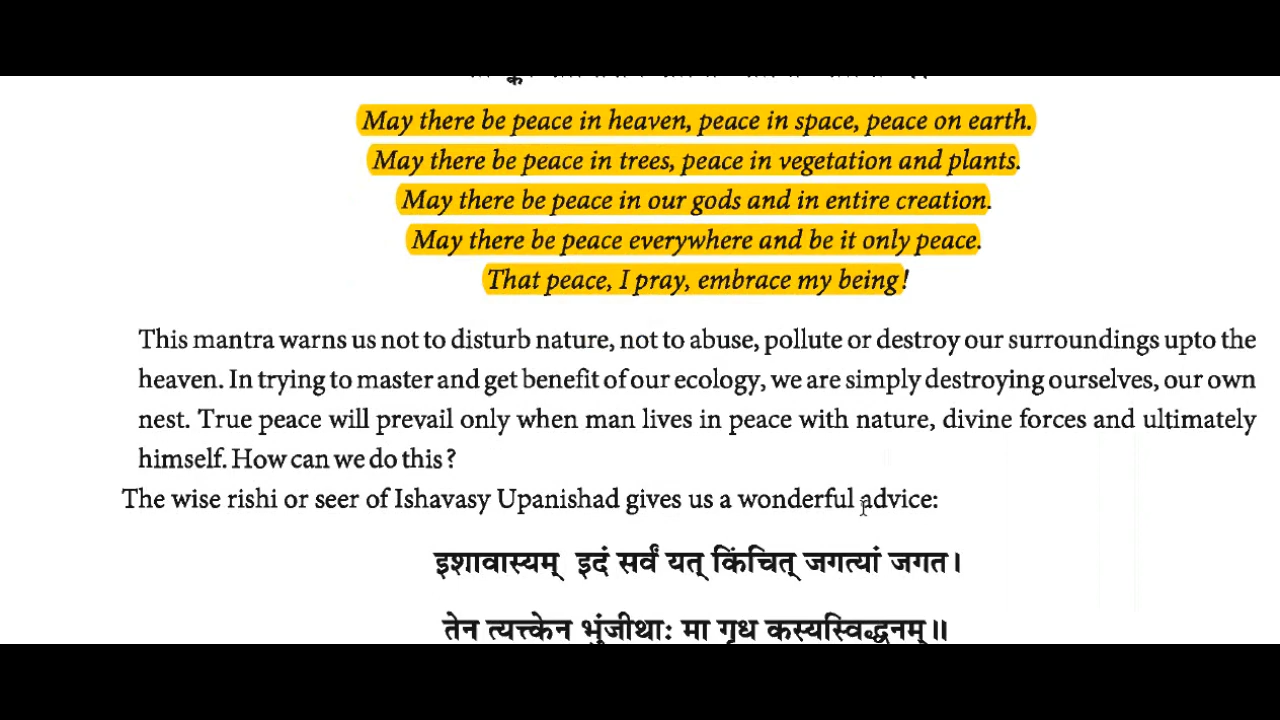 May there be peace in heaven, peace in space, peace on earth.
May there be peace in trees, peace in vegetation and plants.
May there be peace in our gods and in entire creation.
May there be peace everywhere and be it only peace.
That peace, I pray, embrace my being!
This mantra warns us not to disturb nature, not to abuse, pollute or destroy our surroundings upto the
heaven. In trying to master and get benefit of our ecology, we are simply destroying ourselves, our own
nest. True peace will prevail only when man lives in peace with nature, divine forces and ultimately
himself. How can we do this?
The wise rishi or seer of Ishavasy Upanishad gives us a wonderful advice:
इशावास्यम् इदं सर्वं यत् किंचित् जगत्यां जगत।
तेन त्यत्त्केन भुंजीथाः मा गृध कस्यस्विद्धनम्॥